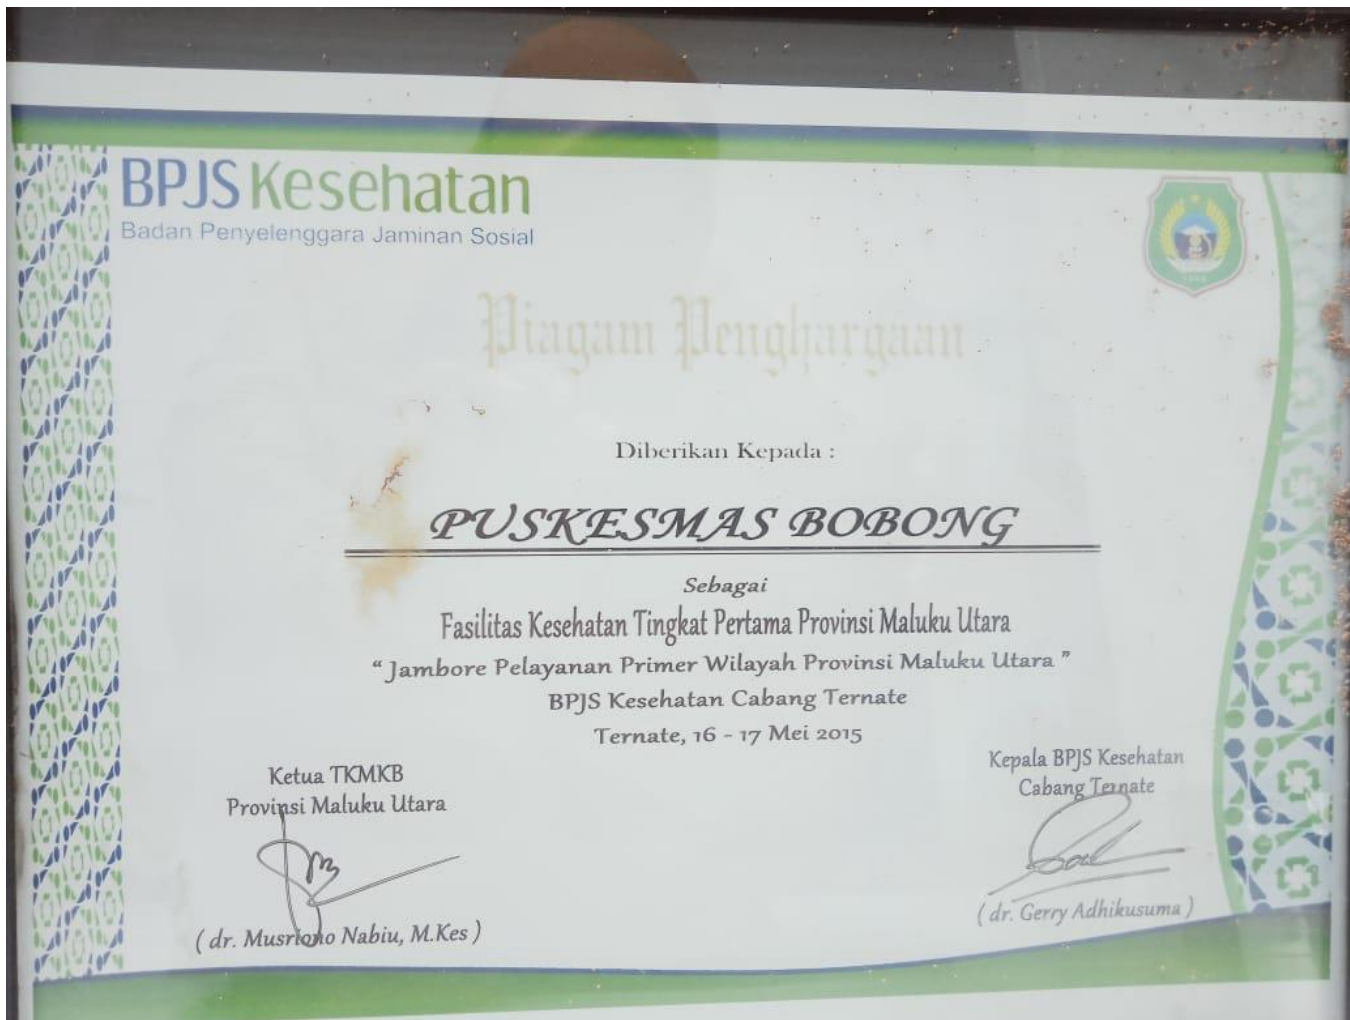 BPJS Kesehatan
Badan Penyelenggara Jaminan Sosial
Piagam Penghargaan
Diberikan Kepada :
PUSKESMAS BOBONG
Sebagai
Fasilitas Kesehatan Tingkat Pertama Provinsi Maluku Utara
“ Jambore Pelayanan Primer Wilayah Provinsi Maluku Utara ”
BPJS Kesehatan Cabang Ternate
Ternate, 16 - 17 Mei 2015
Ketua TKMKB
Provinsi Maluku Utara
( dr. Musriono Nabiu, M.Kes )
Kepala BPJS Kesehatan
Cabang Ternate
( dr. Gerry Adhikusuma )